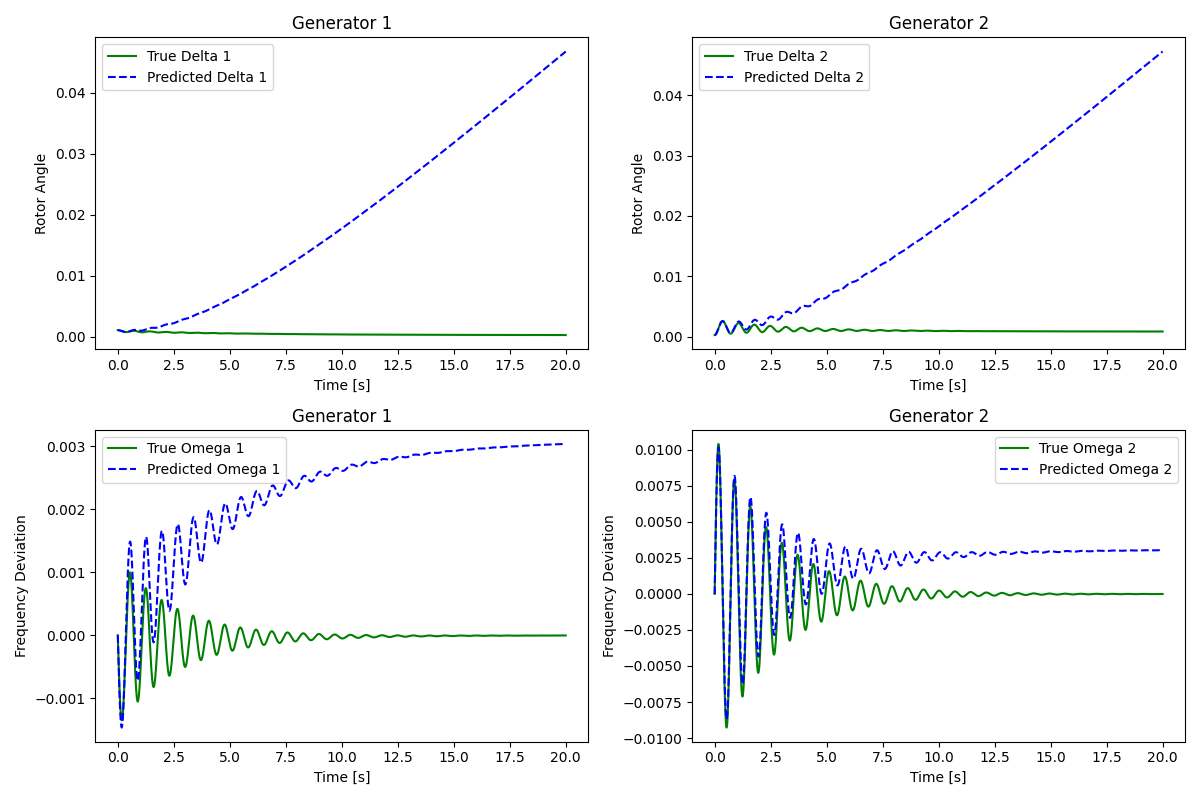 Generator 1
True Delta 1
Predicted Delta 1
Rotor Angle
0.04
0.03
0.02
0.01
0.00
0.0 2.5 5.0 7.5 10.0 12.5 15.0 17.5 20.0
Time [s]
Generator 2
True Delta 2
Predicted Delta 2
Rotor Angle
0.04
0.03
0.02
0.01
0.00
0.0 2.5 5.0 7.5 10.0 12.5 15.0 17.5 20.0
Time [s]
Generator 1
True Omega 1
Predicted Omega 1
Frequency Deviation
0.003
0.002
0.001
0.000
−0.001
0.0 2.5 5.0 7.5 10.0 12.5 15.0 17.5 20.0
Time [s]
Generator 2
True Omega 2
Predicted Omega 2
Frequency Deviation
0.0100
0.0075
0.0050
0.0025
0.0000
−0.0025
−0.0050
−0.0075
−0.0100
0.0 2.5 5.0 7.5 10.0 12.5 15.0 17.5 20.0
Time [s]